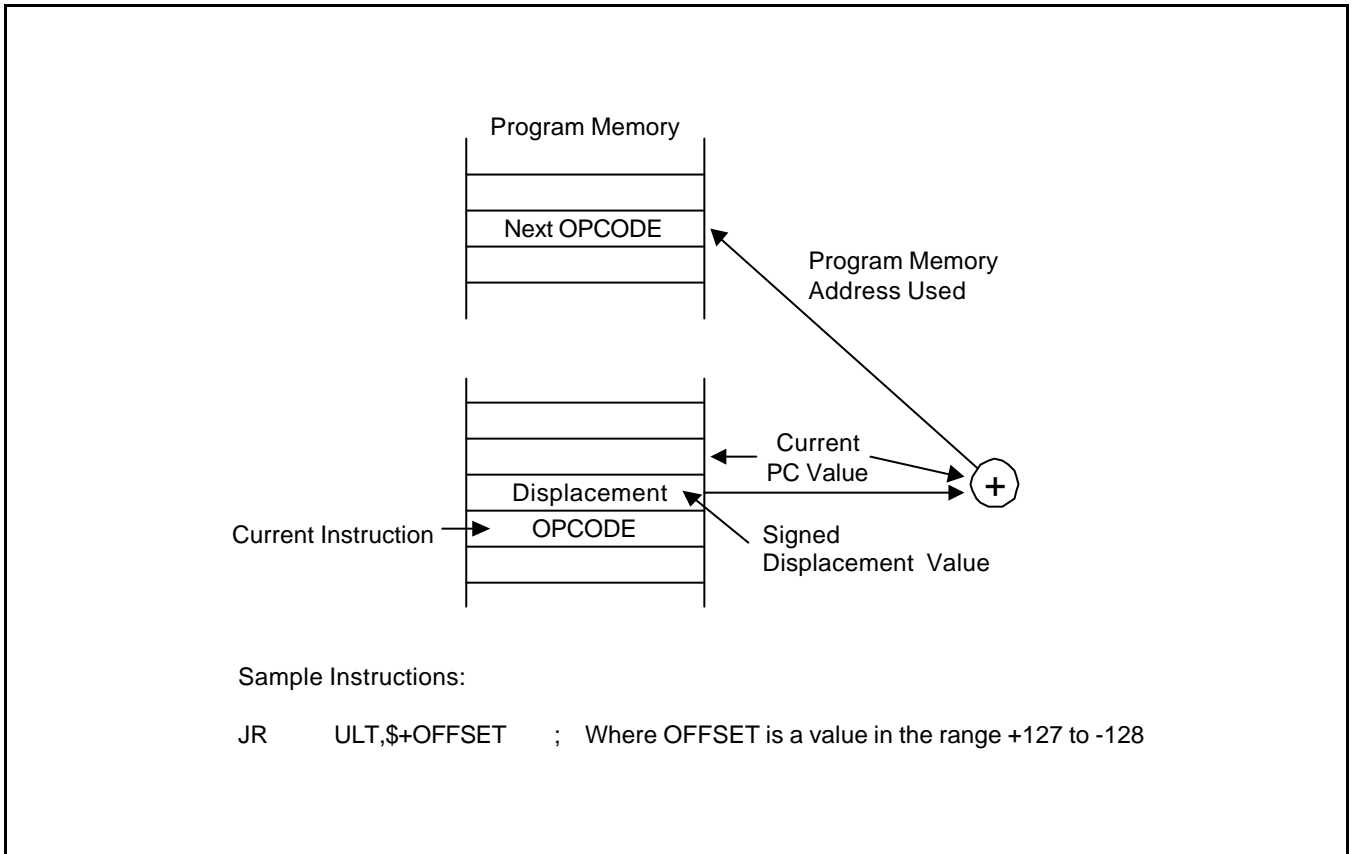 Program Memory
Next OPCODE
Program Memory
Address Used
Current
PC Value
Displacement
+
Current Instruction
OPCODE
Signed
Displacement Value
Sample Instructions:
JR ULT,$+OFFSET ; Where OFFSET is a value in the range +127 to -128